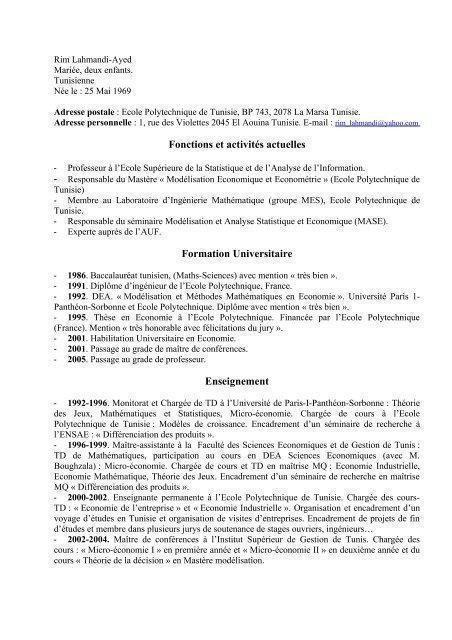 Rim Lahmandi-Ayed
Mariée, deux enfants.
Tunisienne
Née le : 25 Mai 1969
Adresse postale : Ecole Polytechnique de Tunisie, BP 743, 2078 La Marsa Tunisie.
Adresse personnelle : 1, rue des Violettes 2045 El Aouina Tunisie. E-mail : rim_lahmandi@yahoo.com
Fonctions et activités actuelles
- Professeur à l'Ecole Supérieure de la Statistique et de l'Analyse de l'Information.
- Responsable du Mastère « Modélisation Economique et Econométrie » (Ecole Polytechnique de
Tunisie)
- Membre au Laboratoire d'Ingénierie Mathématique (groupe MES), Ecole Polytechnique de
Tunisie.
- Responsable du séminaire Modélisation et Analyse Statistique et Economique (MASE).
- Experte auprès de l'AUF.
Formation Universitaire
- 1986. Baccalauréat tunisien, (Maths-Sciences) avec mention « très bien ».
- 1991. Diplôme d'ingénieur de l'Ecole Polytechnique, France.
- 1992. DEA. « Modélisation et Méthodes Mathématiques en Economie ». Université Paris 1-
Panthéon-Sorbonne et Ecole Polytechnique. Diplôme avec mention « très bien ».
- 1995. Thèse en Economie à l'Ecole Polytechnique. Financée par l'Ecole Polytechnique
(France). Mention « très honorable avec félicitations du jury ».
- 2001. Habilitation Universitaire en Economie.
- 2001. Passage au grade de maître de conférences.
- 2005. Passage au grade de professeur.
Enseignement
- 1992-1996. Monitorat et Chargée de TD à l'Université de Paris-I-Panthéon-Sorbonne : Théorie
des Jeux, Mathématiques et Statistiques, Micro-économie. Chargée de cours à l'Ecole
Polytechnique de Tunisie ; Modèles de croissance. Encadrement d'un séminaire de recherche à
l'ENSAE : « Différenciation des produits ».
- 1996-1999. Maître-assistante à la Faculté des Sciences Economiques et de Gestion de Tunis :
TD de Mathématiques, participation au cours en DEA Sciences Economiques (avec M.
Boughzala) ; Micro-économie. Chargée de cours et TD en maîtrise MQ ; Economie Industrielle,
Economie Mathématique, Théorie des Jeux. Encadrement d'un séminaire de recherche en maîtrise
MQ « Différenciation des produits ».
- 2000-2002. Enseignante permanente à l'Ecole Polytechnique de Tunisie. Chargée des cours-
TD : « Economie de l'entreprise » et « Economie Industrielle ». Organisation et encadrement d'un
voyage d'études en Tunisie et organisation de visites d'entreprises. Encadrement de projets de fin
d'études et membre dans plusieurs jurys de soutenance de stages ouvriers, ingénieurs…
- 2002-2004. Maître de conférences à l'Institut Supérieur de Gestion de Tunis. Chargée des
cours : « Micro-économie I » en première année et « Micro-économie II » en deuxième année et du
cours « Théorie de la décision » en Mastère modélisation.